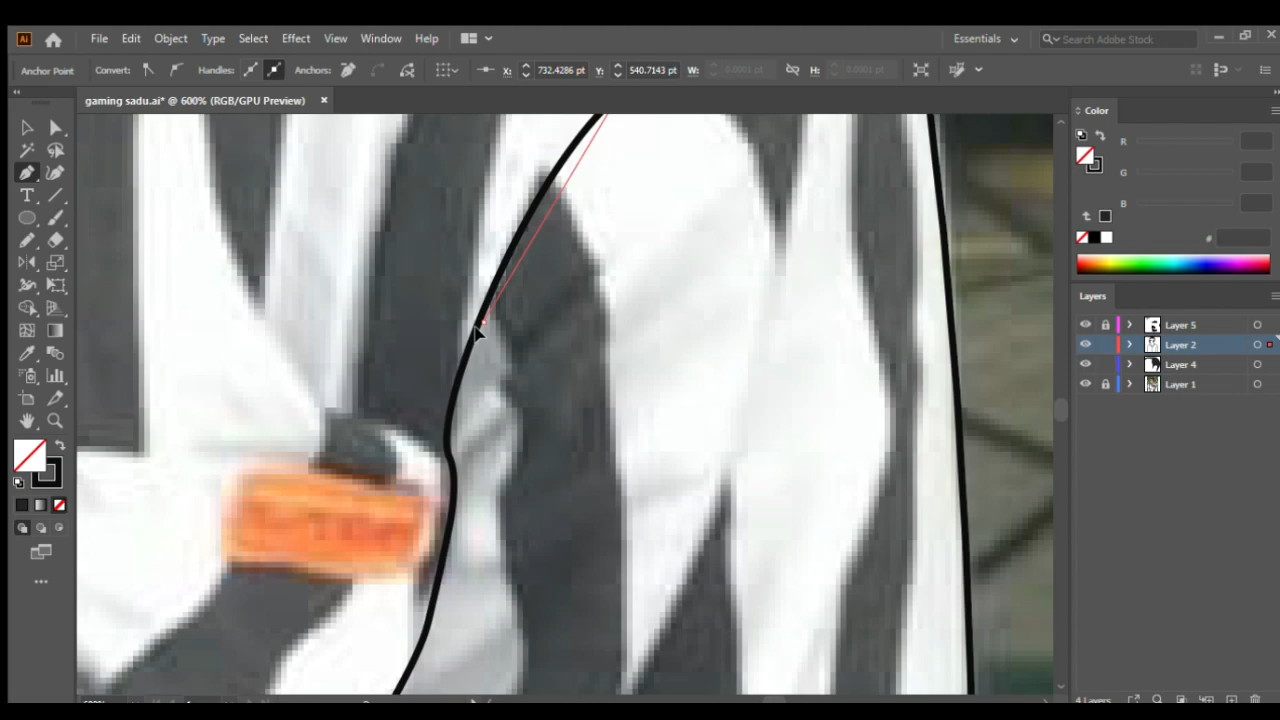 Ai File Edit Object Type Select Effect View Window Help Essentials Search Adobe Stock
Anchor Point Convert: Handles: Anchors: X: 732.4286 pt Y: 540.7143 pt W: 0.0001 pt H: 0.0001 pt
gaming sadu.ai* @ 600% (RGB/GPU Preview)
Color
R
G
B
#
Layers
Layer 5
Layer 2
Layer 4
Layer 1
4 Layers